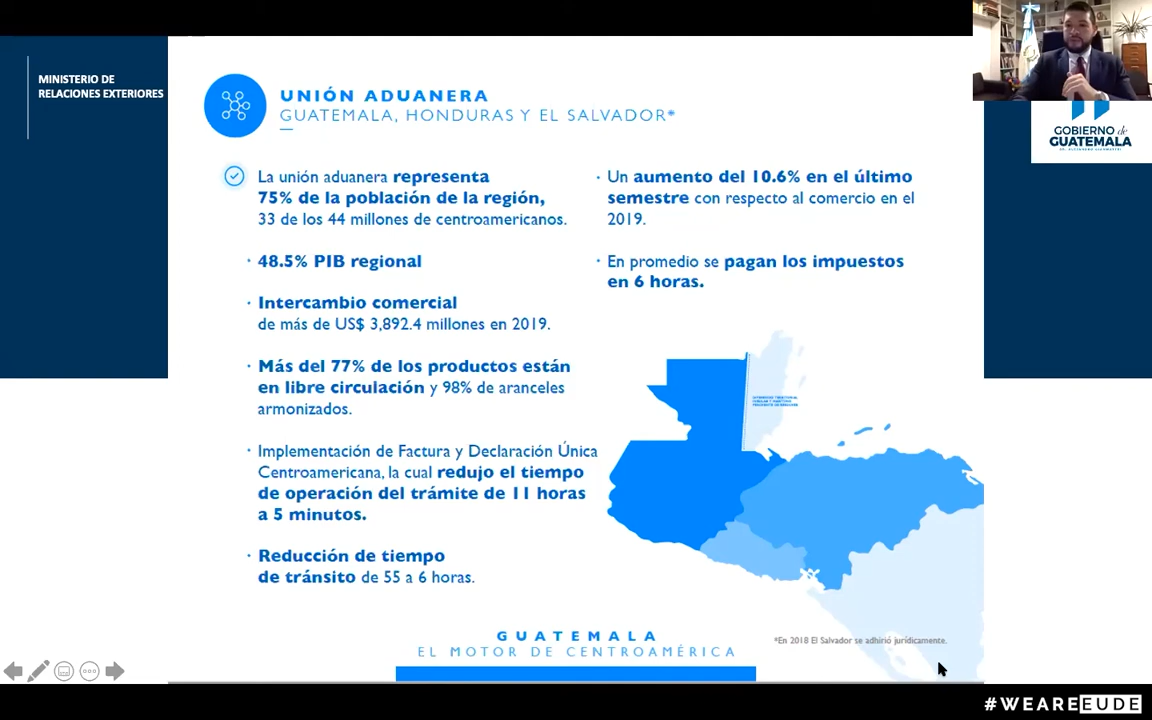 MINISTERIO DE
RELACIONES EXTERIORES
UNIÓN ADUANERA
GUATEMALA, HONDURAS Y EL SALVADOR*
GOBIERNO de
GUATEMALA
La unión aduanera representa
75% de la población de la región,
33 de los 44 millones de centroamericanos.
· 48.5% PIB regional
· Intercambio comercial
de más de US$ 3,892.4 millones en 2019.
· Más del 77% de los productos están
en libre circulación y 98% de aranceles
armonizados.
· Implementación de Factura y Declaración Única
Centroamericana, la cual redujo el tiempo
de operación del trámite de 11 horas
a 5 minutos.
· Reducción de tiempo
de tránsito de 55 a 6 horas.
· Un aumento del 10.6% en el último
semestre con respecto al comercio en el
2019.
· En promedio se pagan los impuestos
en 6 horas.
*En 2018 El Salvador se adhirió jurídicamente.
GUATEMALA
EL MOTOR DE CENTROAMÉRICA
#WEAREEUDE